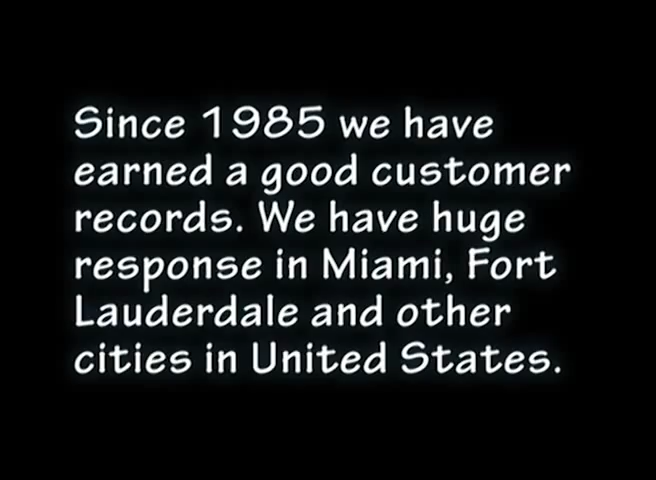 Since 1985 we have
earned a good customer
records. We have huge
response in Miami, Fort
Lauderdale and other
cities in United States.